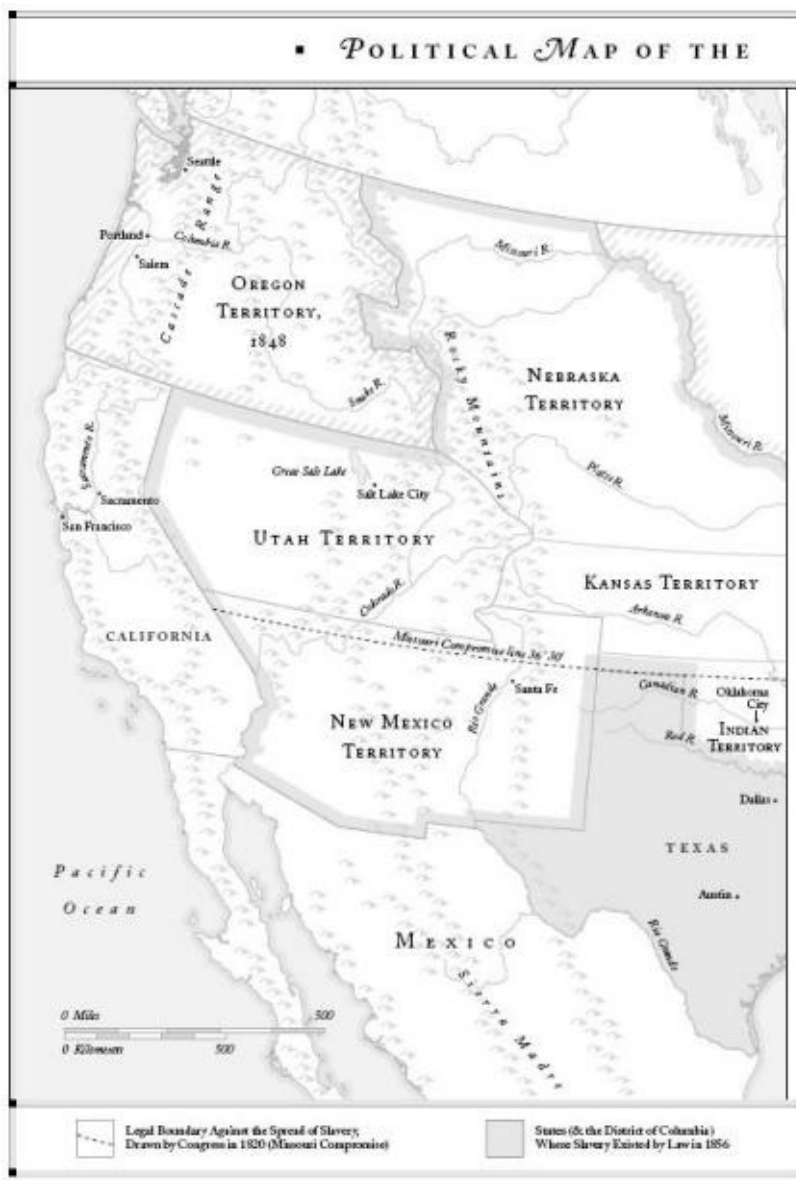 POLITICAL MAP OF THE
Seattle
Cascade Range
Portland
Columbia R.
Salem
OREGON
TERRITORY,
1848
Snake R.
Missouri R.
Rocky Mountains
NEBRASKA
TERRITORY
Missouri R.
Platte R.
Sacramento R.
Sacramento
San Francisco
Great Salt Lake
Salt Lake City
UTAH TERRITORY
Colorado R.
KANSAS TERRITORY
Arkansas R.
CALIFORNIA
Missouri Compromise line 36° 30'
Santa Fe
Rio Grande
NEW MEXICO
TERRITORY
Canadian R.
Oklahoma
City
INDIAN
TERRITORY
Red R.
Dallas
TEXAS
Austin
Rio Grande
Pacific
Ocean
MEXICO
Sierra Madre
0 Miles 500
0 Kilometers 500
Legal Boundary Against the Spread of Slavery,
Drawn by Congress in 1820 (Missouri Compromise)
States (& the District of Columbia)
Where Slavery Existed by Law in 1856